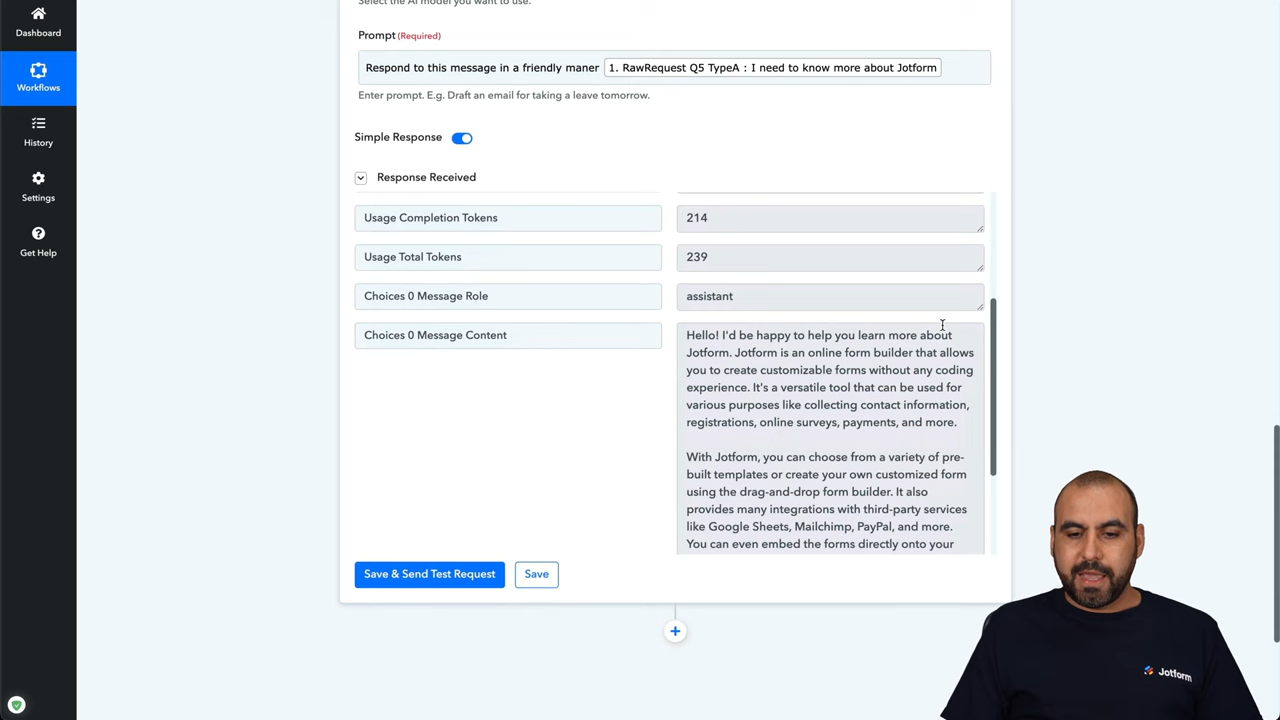 Select the AI model you want to use.
Dashboard
Prompt (Required)
Respond to this message in a friendly maner 1. RawRequest Q5 TypeA : I need to know more about Jotform
Workflows
Enter prompt. E.g. Draft an email for taking a leave tomorrow.
History
Simple Response
Response Received
Settings
Usage Completion Tokens 214
Get Help
Usage Total Tokens 239
Choices 0 Message Role assistant
Choices 0 Message Content
Hello! I'd be happy to help you learn more about
Jotform. Jotform is an online form builder that allows
you to create customizable forms without any coding
experience. It's a versatile tool that can be used for
various purposes like collecting contact information,
registrations, online surveys, payments, and more.
With Jotform, you can choose from a variety of pre-
built templates or create your own customized form
using the drag-and-drop form builder. It also
provides many integrations with third-party services
like Google Sheets, Mailchimp, PayPal, and more.
You can even embed the forms directly onto your
Save & Send Test Request Save
Jotform